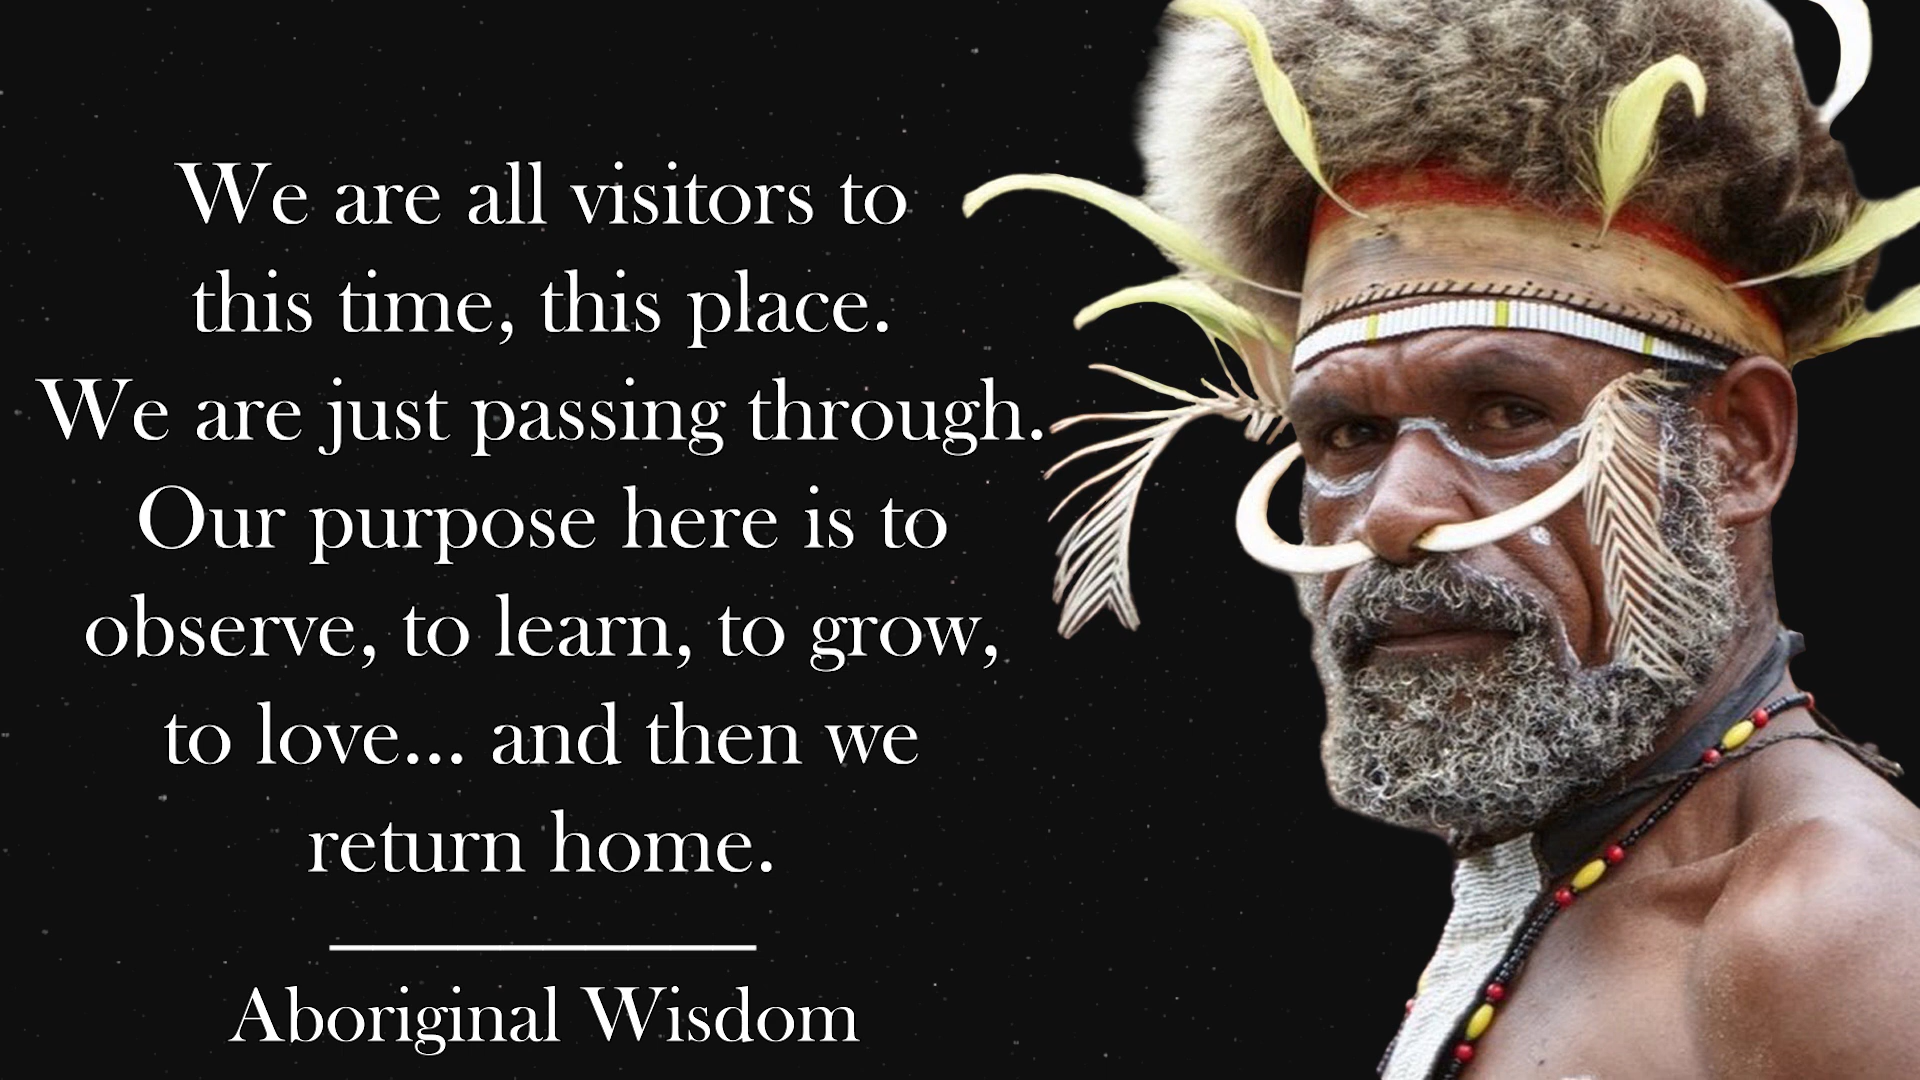 We are all visitors to
this time, this place.
We are just passing through.
Our purpose here is to
observe, to learn, to grow,
to love... and then we
return home.
Aboriginal Wisdom